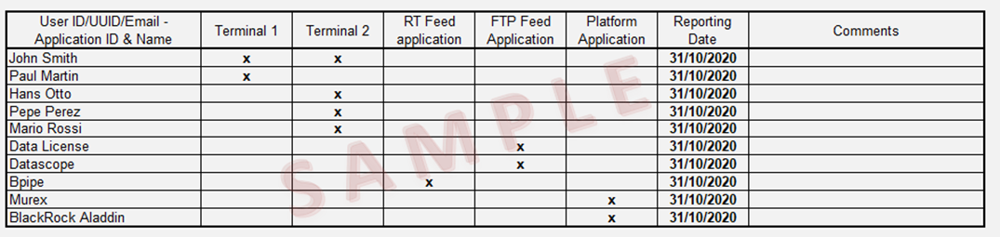 User ID/UUID/Email - Application ID & Name	Terminal 1	Terminal 2	RT Feed application	FTP Feed Application	Platform Application	Reporting Date	Comments
John Smith	x	x				31/10/2020
Paul Martin	x					31/10/2020
Hans Otto		x				31/10/2020
Pepe Perez		x				31/10/2020
Mario Rossi		x				31/10/2020
Data License				x		31/10/2020
Datascope				x		31/10/2020
Bpipe			x			31/10/2020
Murex					x	31/10/2020
BlackRock Aladdin					x	31/10/2020
SAMPLE